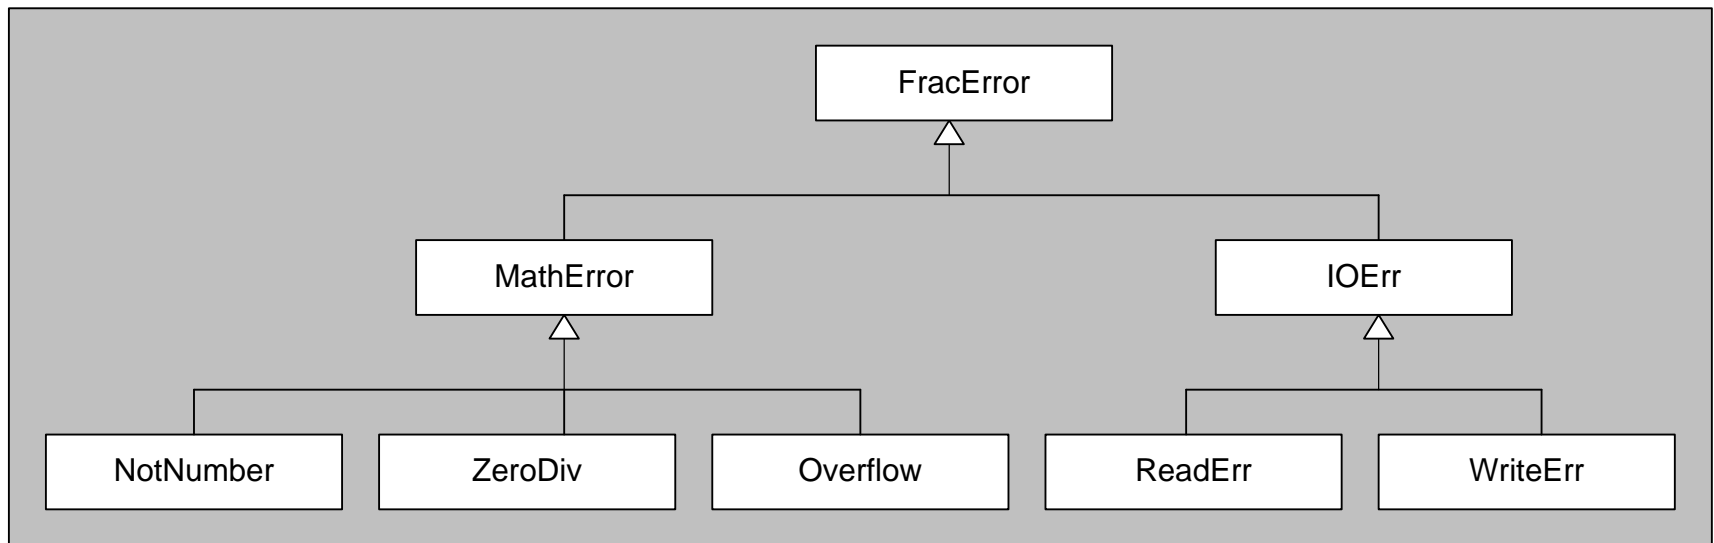 FracError
MathError
IOErr
NotNumber
ZeroDiv
Overflow
ReadErr
WriteErr